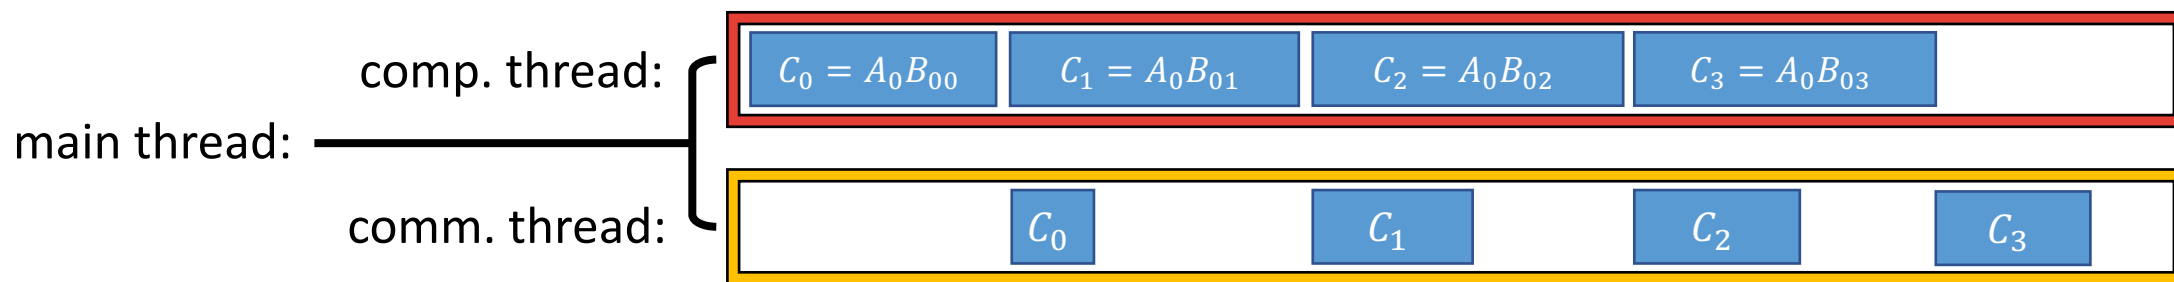 comp. thread:
C₀ = A₀B₀₀
C₁ = A₀B₀₁
C₂ = A₀B₀₂
C₃ = A₀B₀₃
main thread:
comm. thread:
C₀
C₁
C₂
C₃